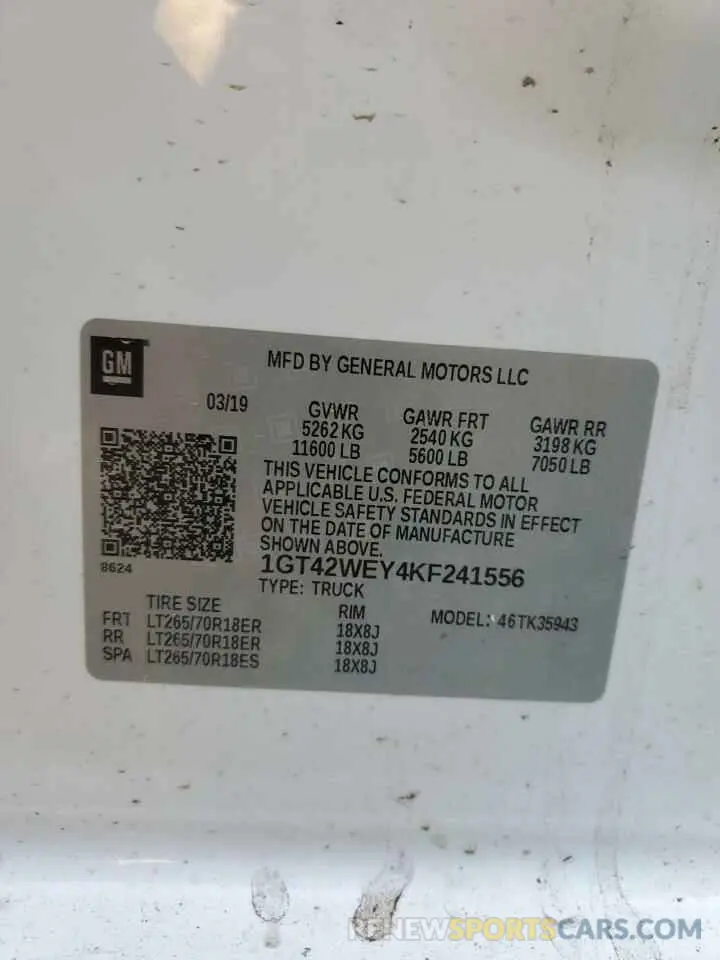 GM
MFD BY GENERAL MOTORS LLC
03/19
GVWR
5262 KG
11600 LB
GAWR FRT
2540 KG
5600 LB
GAWR RR
3198 KG
7050 LB
THIS VEHICLE CONFORMS TO ALL
APPLICABLE U.S. FEDERAL MOTOR
VEHICLE SAFETY STANDARDS IN EFFECT
ON THE DATE OF MANUFACTURE
SHOWN ABOVE.
8624
1GT42WEY4KF241556
TYPE: TRUCK
TIRE SIZE RIM MODEL: 46TK35943
FRT LT265/70R18ER 18X8J
RR LT265/70R18ER 18X8J
SPA LT265/70R18ES 18X8J
RENEWSPORTSCARS.COM